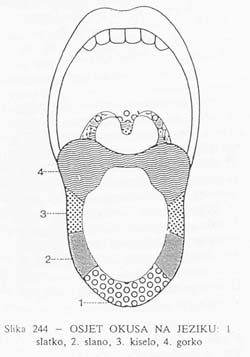 4
3
2
1
Slika 244 – OSJET OKUSA NA JEZIKU: 1.
slatko, 2. slano, 3. kiselo, 4. gorko